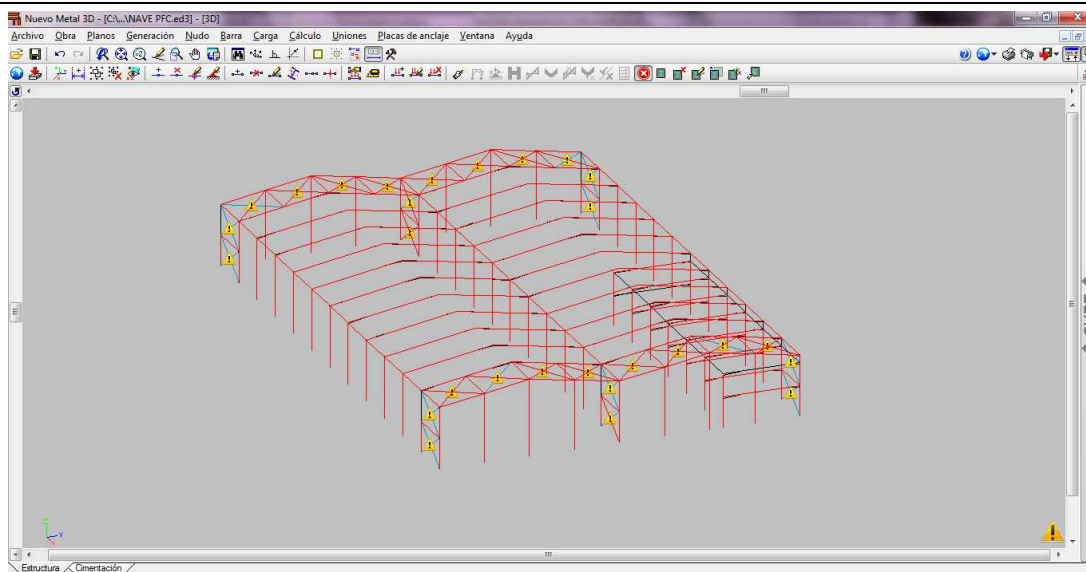 Nuevo Metal 3D - [C:\...\NAVE PFC.ed3] - [3D]
Archivo Obra Planos Generación Nudo Barra Carga Cálculo Uniones Placas de anclaje Ventana Ayuda
Estructura Cimentación